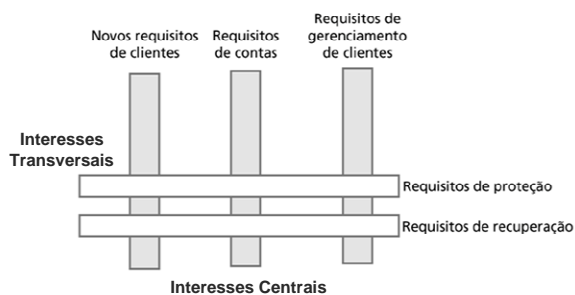 Novos requisitos
de clientes
Requisitos
de contas
Requisitos de
gerenciamento
de clientes
Interesses
Transversais
Requisitos de proteção
Requisitos de recuperação
Interesses Centrais